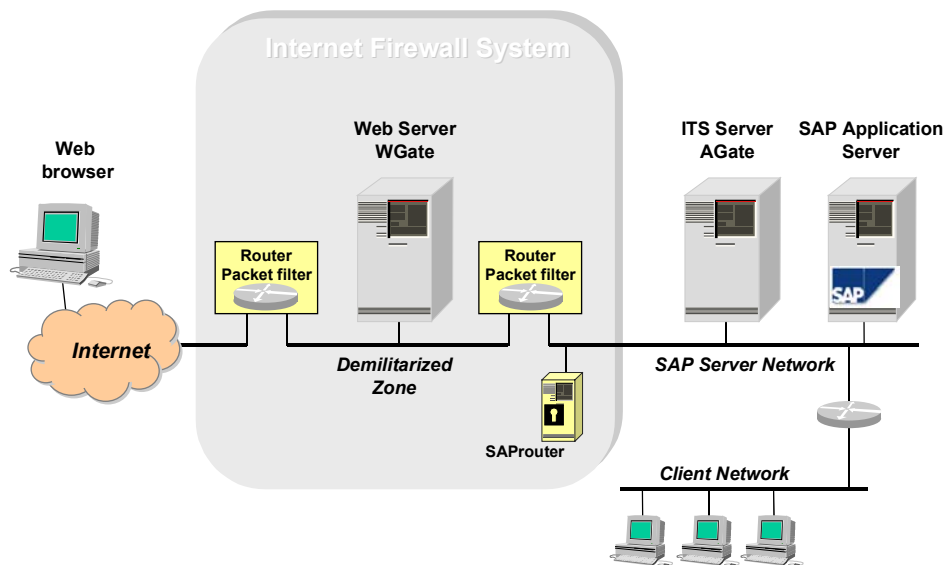 Internet Firewall System
Web
browser
Web Server
WGate
ITS Server
AGate
SAP Application
Server
Router
Packet filter
Router
Packet filter
SAP
Internet
Demilitarized
Zone
SAP Server Network
SAProuter
Client Network